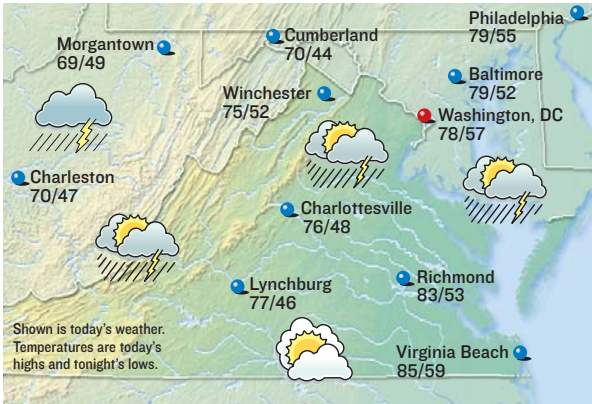 Philadelphia
79/55
Morgantown
69/49
Cumberland
70/44
Baltimore
79/52
Winchester
75/52
Washington, DC
78/57
Charleston
70/47
Charlottesville
76/48
Lynchburg
77/46
Richmond
83/53
Shown is today's weather.
Temperatures are today's
highs and tonight's lows.
Virginia Beach
85/59